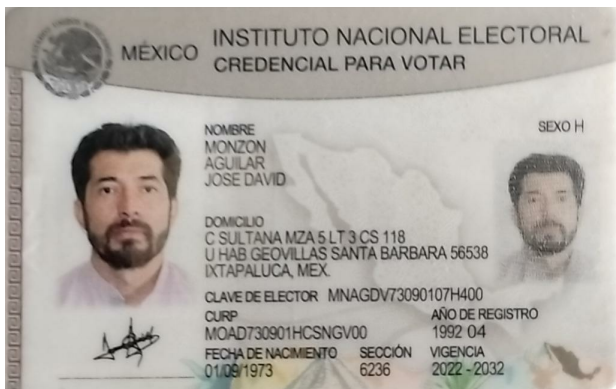 MÉXICO INSTITUTO NACIONAL ELECTORAL
CREDENCIAL PARA VOTAR
NOMBRE
SEXO H
MONZON
AGUILAR
JOSE DAVID
DOMICILIO
C SULTANA MZA 5 LT 3 CS 118
U HAB GEOVILLAS SANTA BARBARA 56538
IXTAPALUCA, MEX.
CLAVE DE ELECTOR MNAGDV73090107H400
CURP
MOAD730901HCSNGV00
AÑO DE REGISTRO
1992 04
FECHA DE NACIMIENTO
01/09/1973
SECCIÓN
6236
VIGENCIA
2022 - 2032